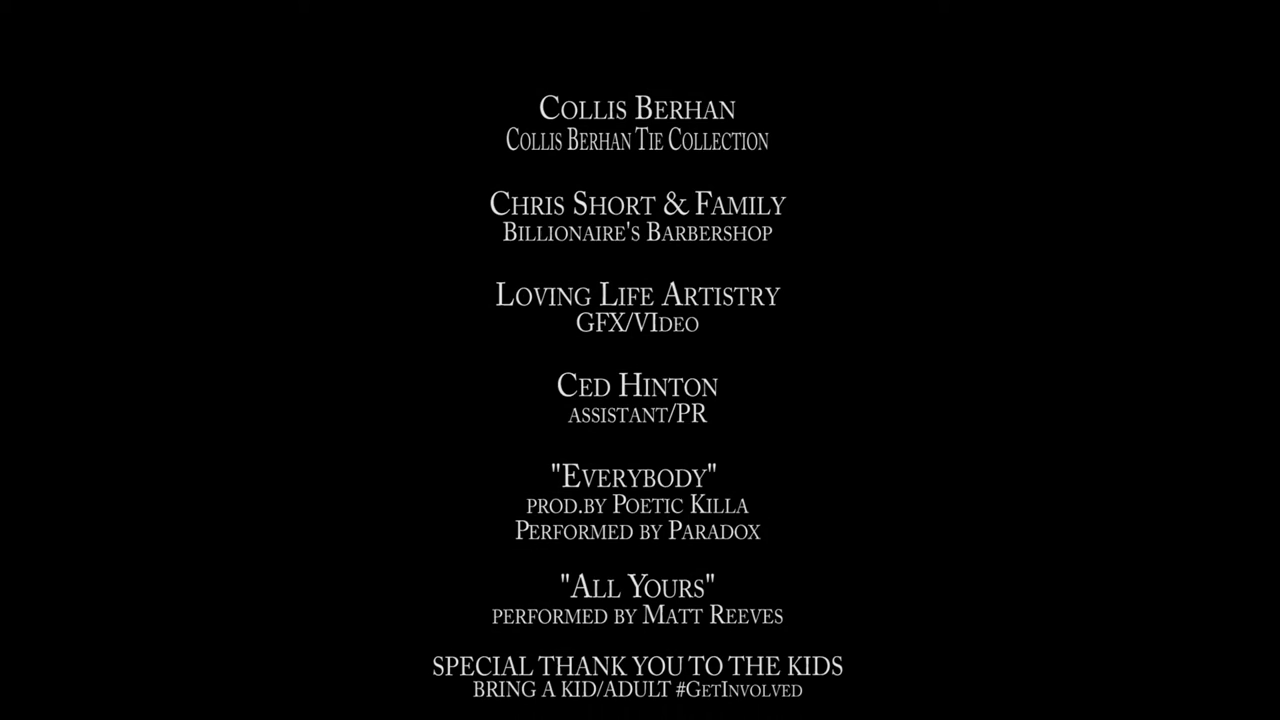 Collis Berhan
Collis Berhan Tie Collection
Chris Short & Family
Billionaire's Barbershop
Loving Life Artistry
GFX/VIdeo
Ced Hinton
assistant/PR
"Everybody"
prod.by Poetic Killa
Performed by Paradox
"All Yours"
performed by Matt Reeves
SPECIAL THANK YOU TO THE KIDS
BRING A KID/ADULT #GetInvolved